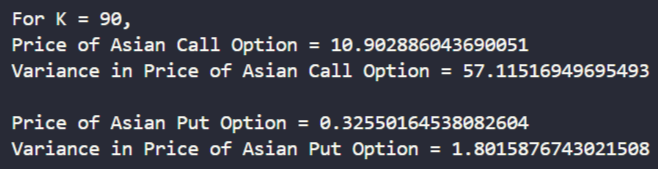 For K = 90,
Price of Asian Call Option = 10.902886043690051
Variance in Price of Asian Call Option = 57.11516949695493
Price of Asian Put Option = 0.32550164538082604
Variance in Price of Asian Put Option = 1.8015876743021508